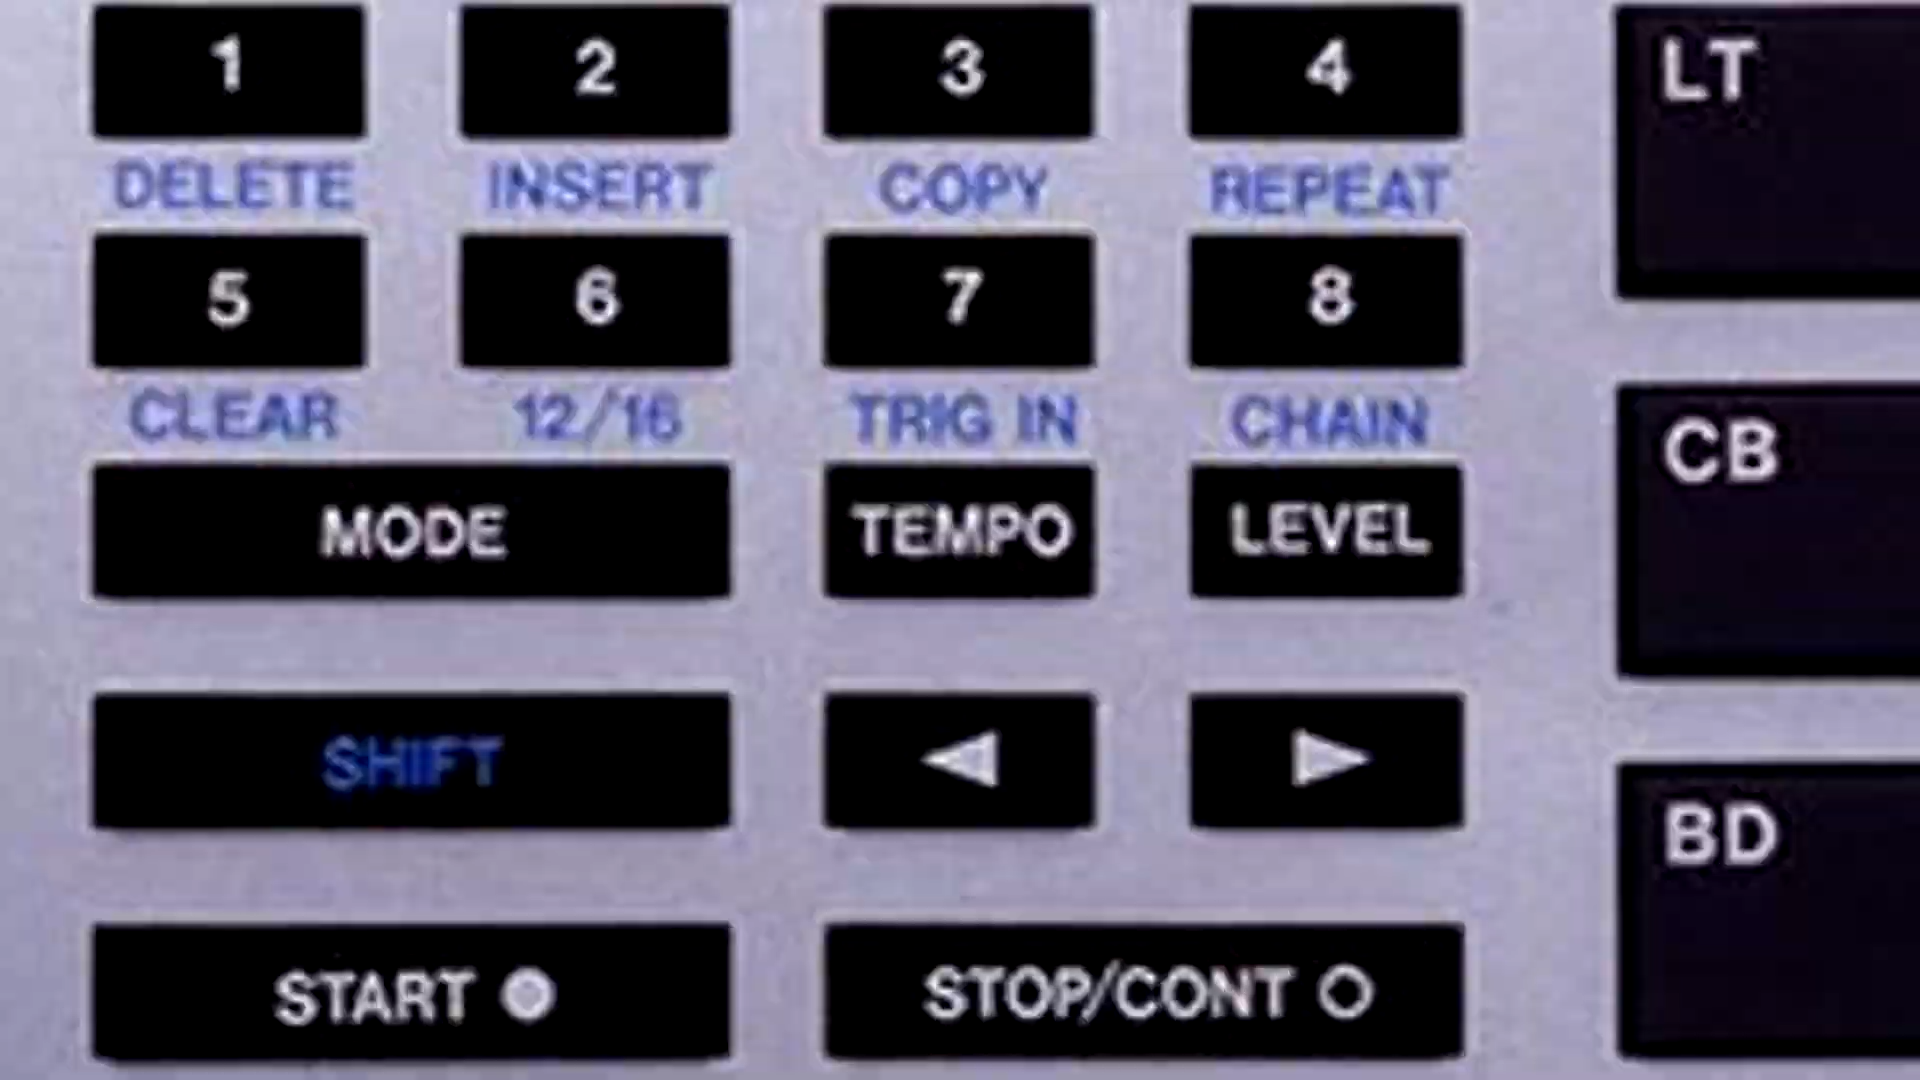 1 2 3 4 LT
DELETE INSERT COPY REPEAT
5 6 7 8
CLEAR 12/16 TRIG IN CHAIN CB
MODE TEMPO LEVEL
SHIFT
BD
START STOP/CONT